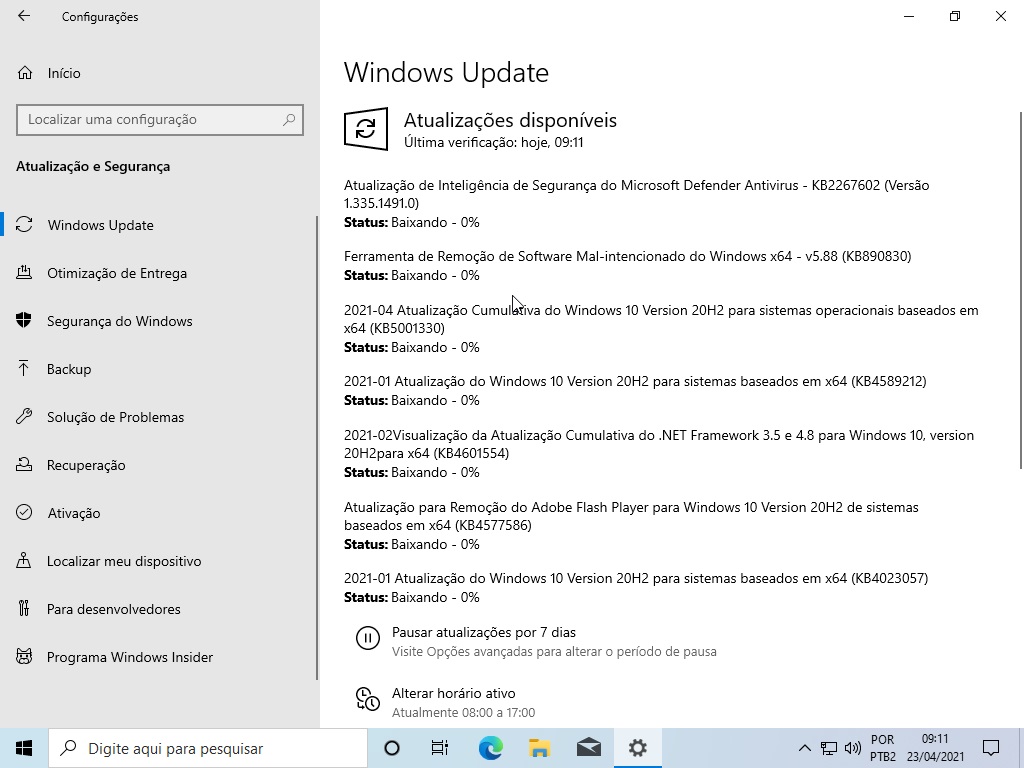 Configurações
Início
Localizar uma configuração
Atualização e Segurança
Windows Update
Otimização de Entrega
Segurança do Windows
Backup
Solução de Problemas
Recuperação
Ativação
Localizar meu dispositivo
Para desenvolvedores
Programa Windows Insider
Windows Update
Atualizações disponíveis
Última verificação: hoje, 09:11
Atualização de Inteligência de Segurança do Microsoft Defender Antivirus - KB2267602 (Versão
1.335.1491.0)
Status: Baixando - 0%
Ferramenta de Remoção de Software Mal-intencionado do Windows x64 - v5.88 (KB890830)
Status: Baixando - 0%
2021-04 Atualização Cumulativa do Windows 10 Version 20H2 para sistemas operacionais baseados em
x64 (KB5001330)
Status: Baixando - 0%
2021-01 Atualização do Windows 10 Version 20H2 para sistemas baseados em x64 (KB4589212)
Status: Baixando - 0%
2021-02Visualização da Atualização Cumulativa do .NET Framework 3.5 e 4.8 para Windows 10, version
20H2para x64 (KB4601554)
Status: Baixando - 0%
Atualização para Remoção do Adobe Flash Player para Windows 10 Version 20H2 de sistemas
baseados em x64 (KB4577586)
Status: Baixando - 0%
2021-01 Atualização do Windows 10 Version 20H2 para sistemas baseados em x64 (KB4023057)
Status: Baixando - 0%
Pausar atualizações por 7 dias
Visite Opções avançadas para alterar o período de pausa
Alterar horário ativo
Atualmente 08:00 a 17:00
Digite aqui para pesquisar
POR
PTB2
09:11
23/04/2021